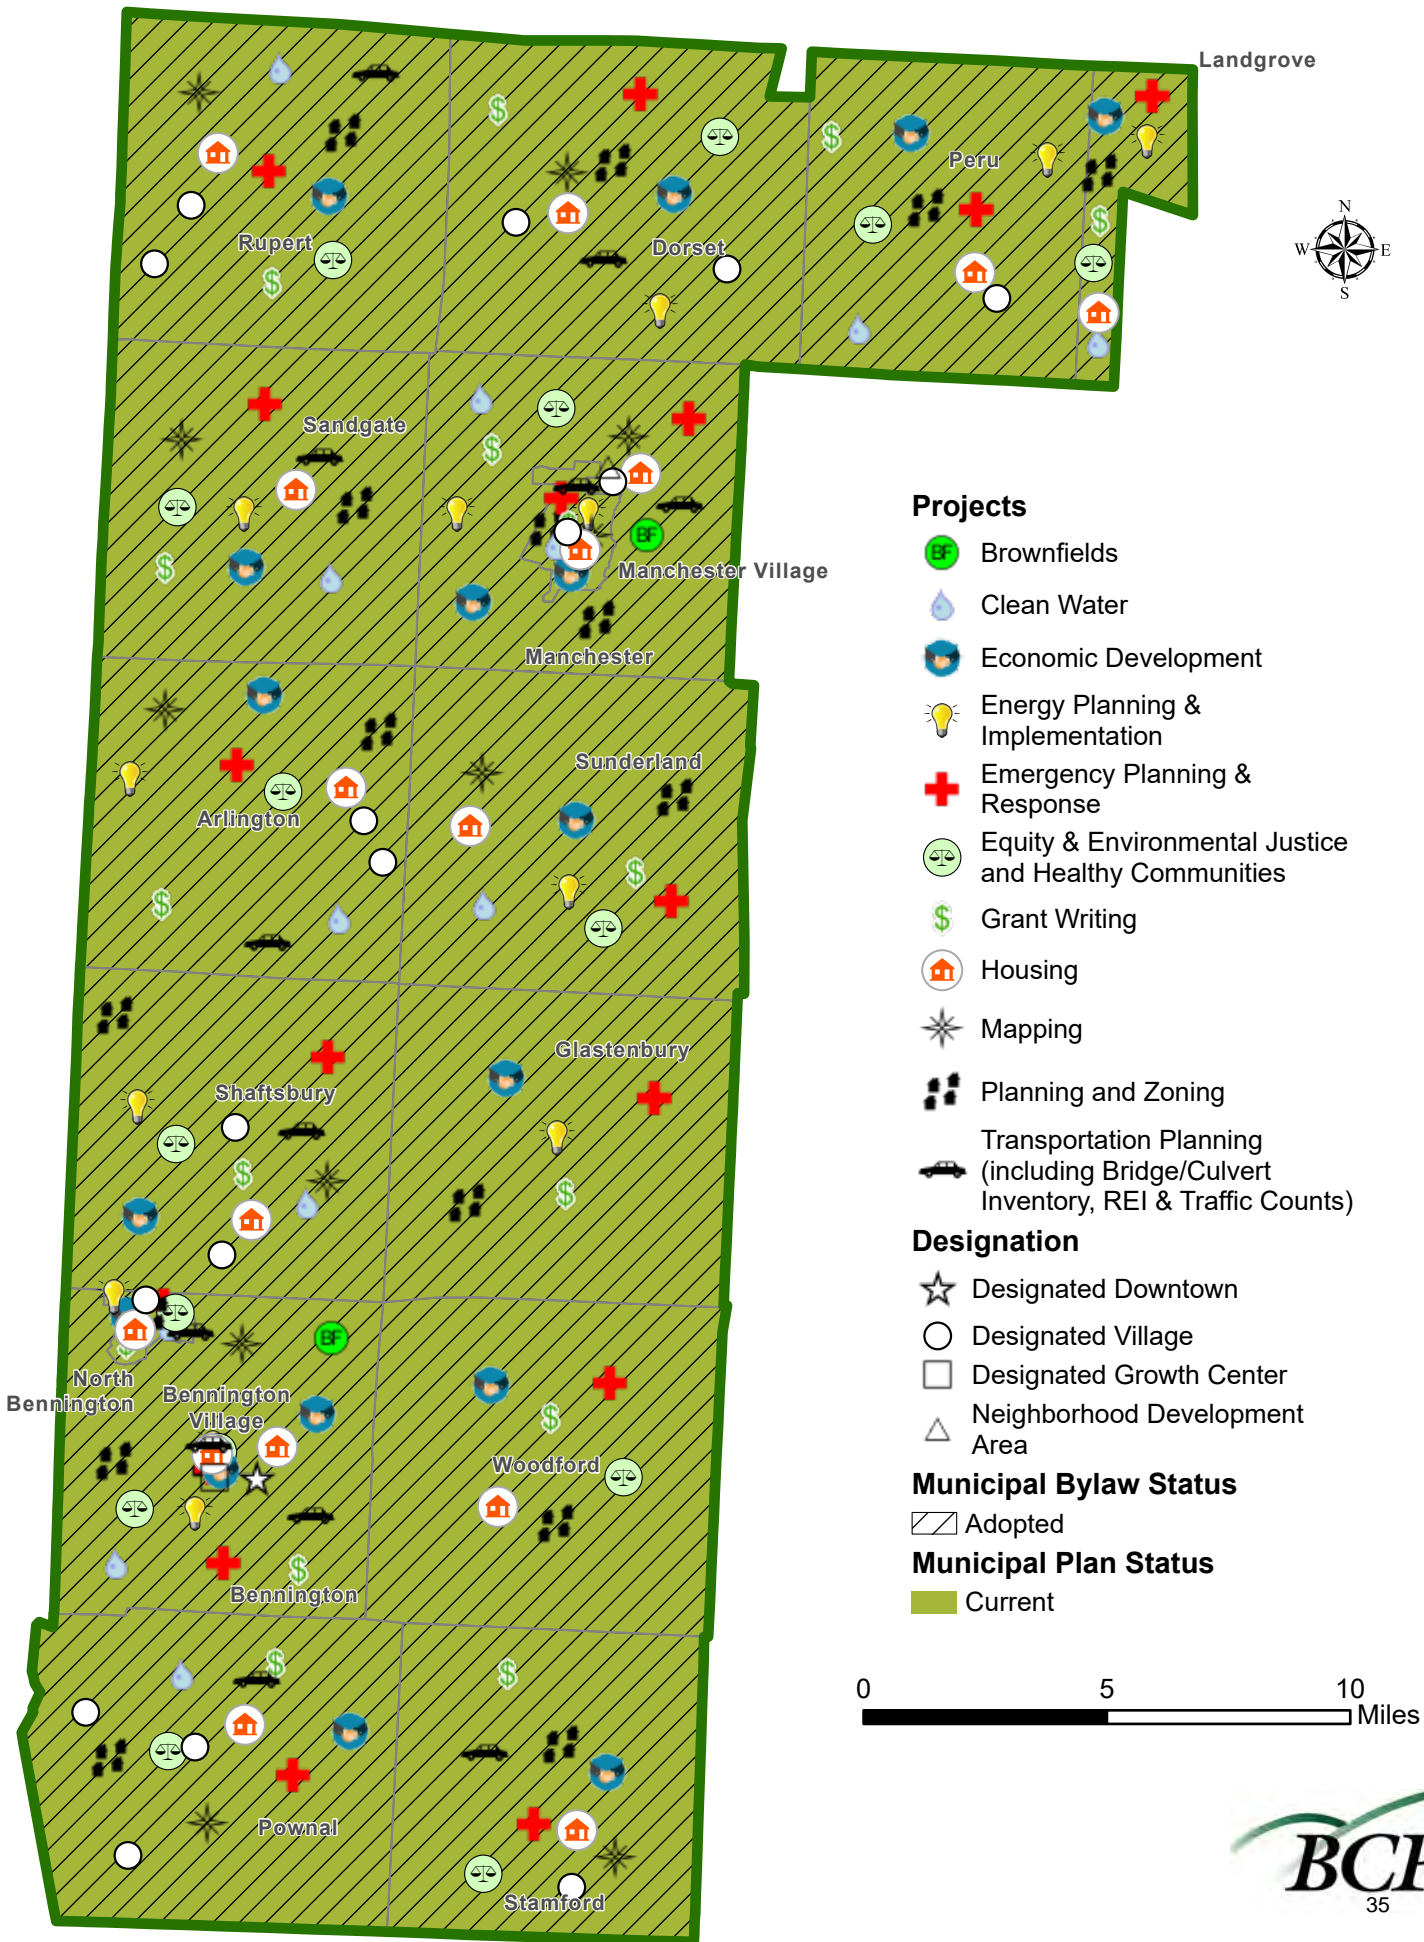 Landgrove
Peru
Rupert
Dorset
N
W
E
S
Sandgate
Manchester Village
Manchester
Sunderland
Arlington
Glastenbury
Shaftsbury
North
Bennington
Bennington
Village
Woodford
Bennington
Pownal
Stamford
BF
BF
Projects
BF Brownfields
Clean Water
Economic Development
Energy Planning &
Implementation
Emergency Planning &
Response
Equity & Environmental Justice
and Healthy Communities
$ Grant Writing
Housing
Mapping
Planning and Zoning
Transportation Planning
(including Bridge/Culvert
Inventory, REI & Traffic Counts)
Designation
Designated Downtown
Designated Village
Designated Growth Center
Neighborhood Development
Area
Municipal Bylaw Status
Adopted
Municipal Plan Status
Current
0 5 10
Miles
35